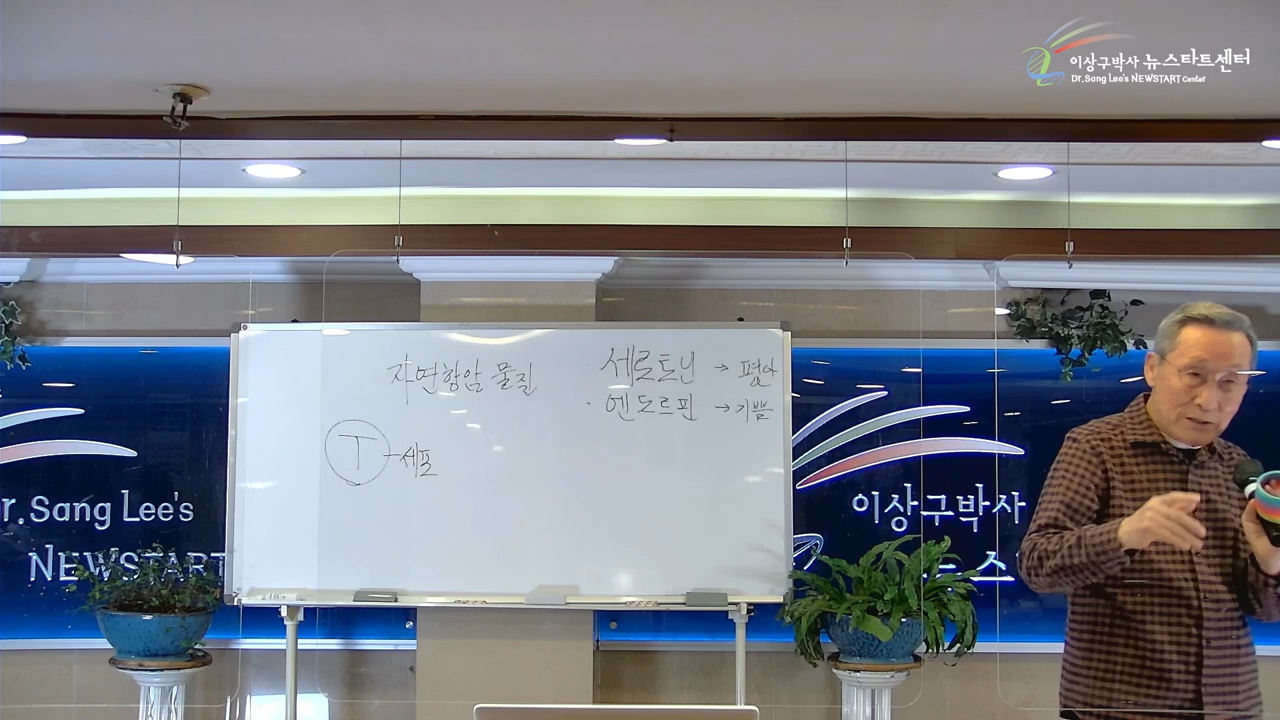 이상구박사 뉴스타트센터
Dr. Sang Lee's NEWSTART Center
자연항암 물질
세로토닌 → 편안
엔도르핀 → 기쁨
T - 세포
r. Sang Lee's
NEWSTART
이상구박사
스